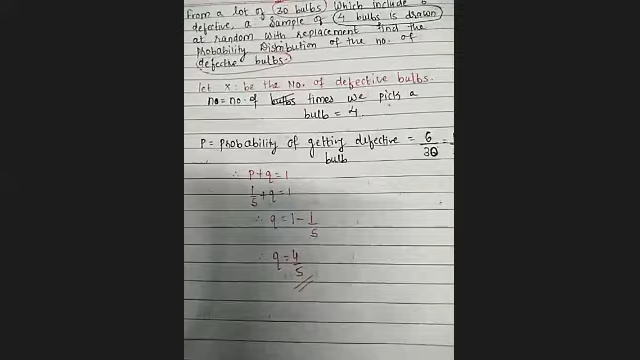 From a lot of 30 bulbs which include 6
defective, a sample of 4 bulbs is drawn
at random with replacement find the
probability Distribution of the no. of
defective bulbs.
let x: be the No. of defective bulbs.
no = no. of bulbs times we pick a
bulb = 4
P = probability of getting defective = 6/30 =
bulb
∴ p+q=1
1/5 + q = 1
∴ q = 1 - 1/5
∴ q = 4/5